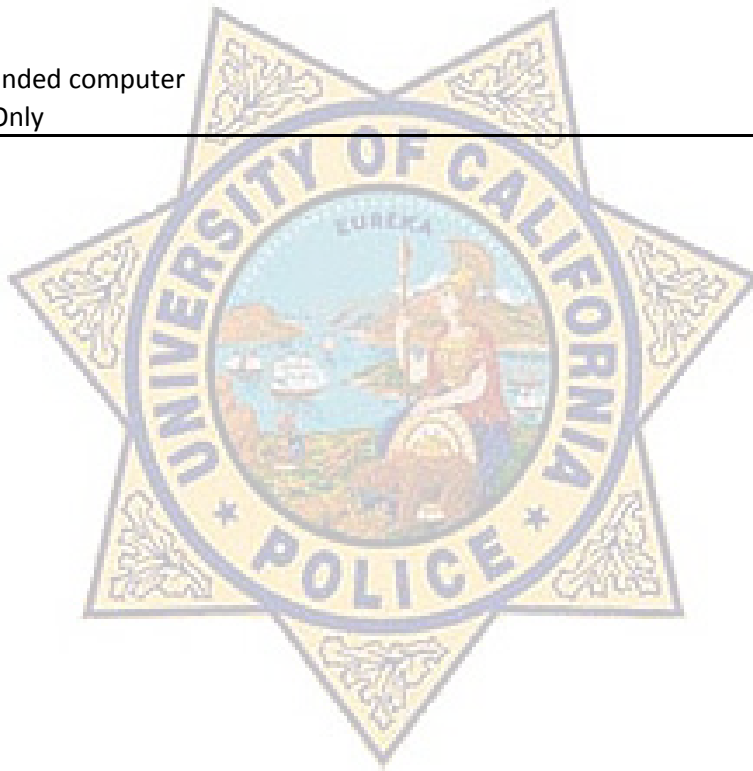 nded computer
Only
UNIVERSITY OF CALIFORNIA
EUREKA
* POLICE *